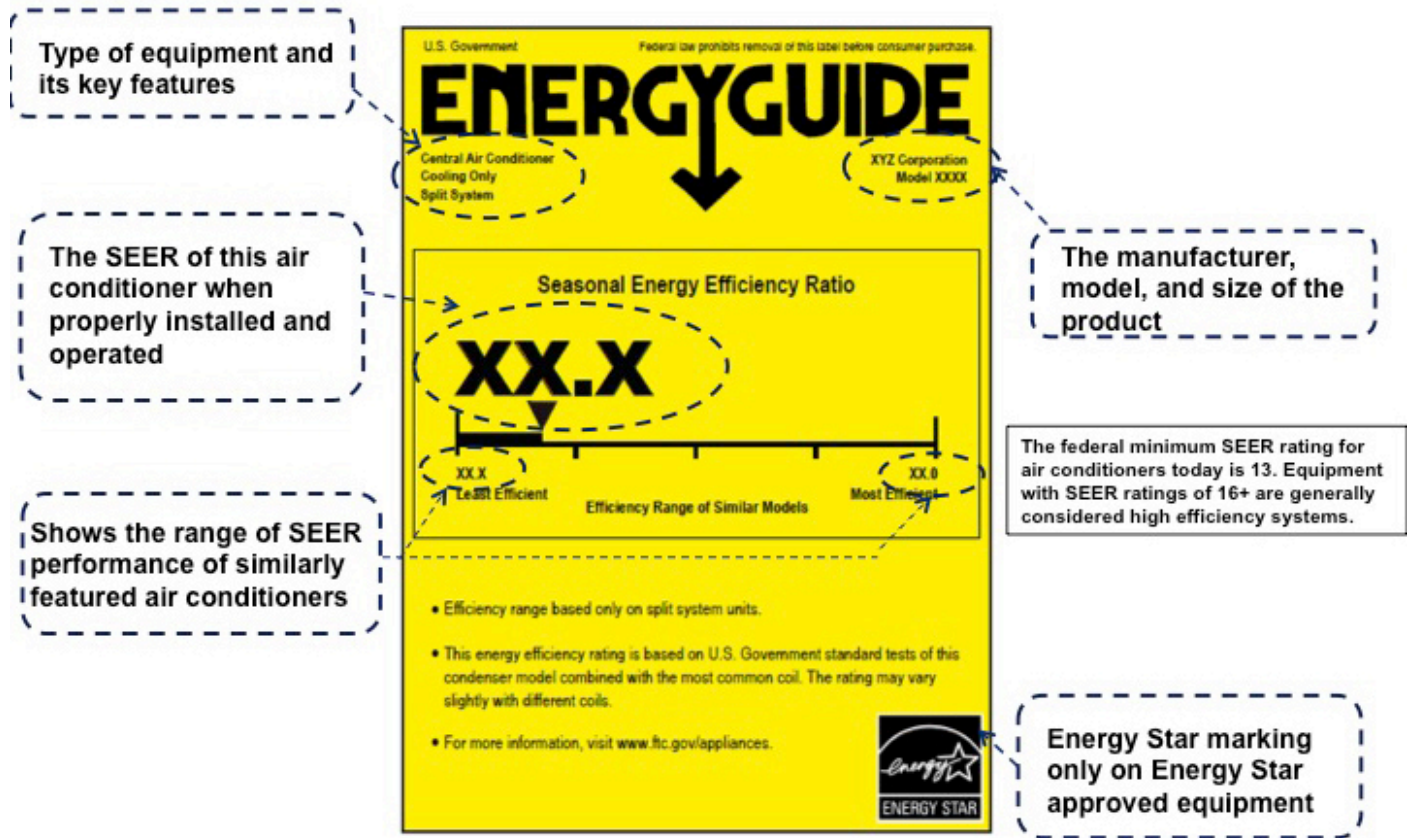 Type of equipment and
its key features
The SEER of this air
conditioner when
properly installed and
operated
Shows the range of SEER
performance of similarly
featured air conditioners
U.S. Government
Federal law prohibits removal of this label before consumer purchase.
ENERGYGUIDE
Central Air Conditioner
Cooling Only
Split System
XYZ Corporation
Model XXXX
Seasonal Energy Efficiency Ratio
XX.X
XX.X
Least Efficient
XX.0
Most Efficient
Efficiency Range of Similar Models
• Efficiency range based only on split system units.
• This energy efficiency rating is based on U.S. Government standard tests of this
condenser model combined with the most common coil. The rating may vary
slightly with different coils.
• For more information, visit www.ftc.gov/appliances.
energy
ENERGY STAR
The manufacturer,
model, and size of the
product
The federal minimum SEER rating for
air conditioners today is 13. Equipment
with SEER ratings of 16+ are generally
considered high efficiency systems.
Energy Star marking
only on Energy Star
approved equipment